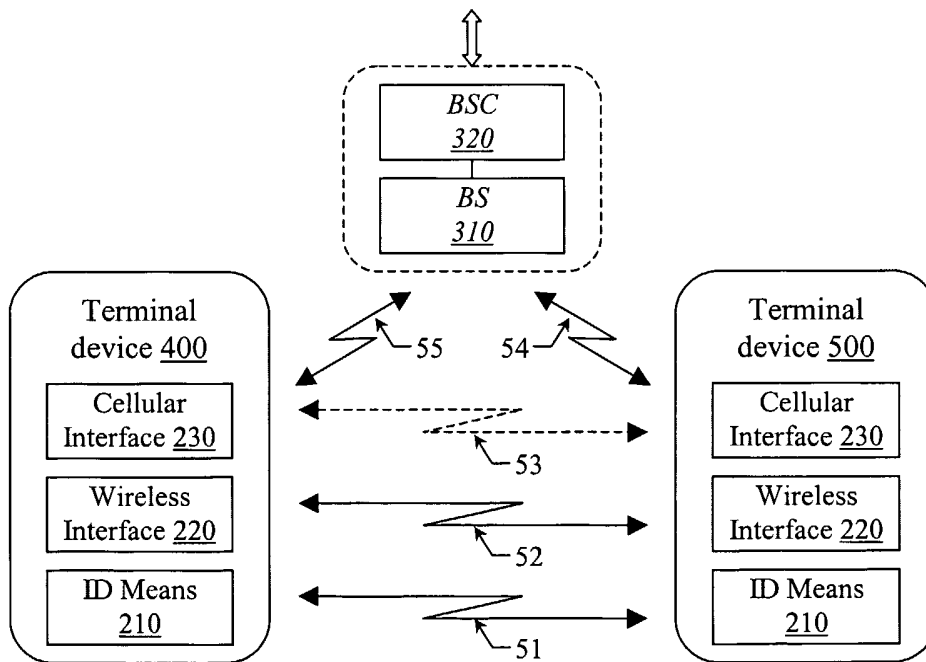 BSC
320
BS
310
Terminal
device 400
Cellular
Interface 230
Wireless
Interface 220
ID Means
210
55
54
53
52
51
Terminal
device 500
Cellular
Interface 230
Wireless
Interface 220
ID Means
210